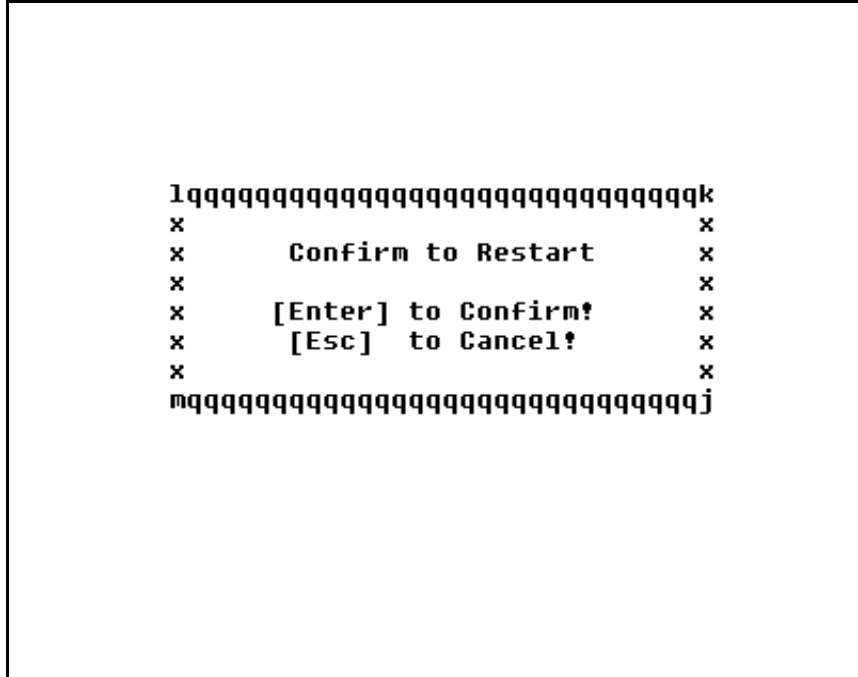 lqqqqqqqqqqqqqqqqqqqqqqqqqqqqqqk
x x
x Confirm to Restart x
x x
x [Enter] to Confirm! x
x [Esc]  to Cancel! x
x x
mqqqqqqqqqqqqqqqqqqqqqqqqqqqqqqj